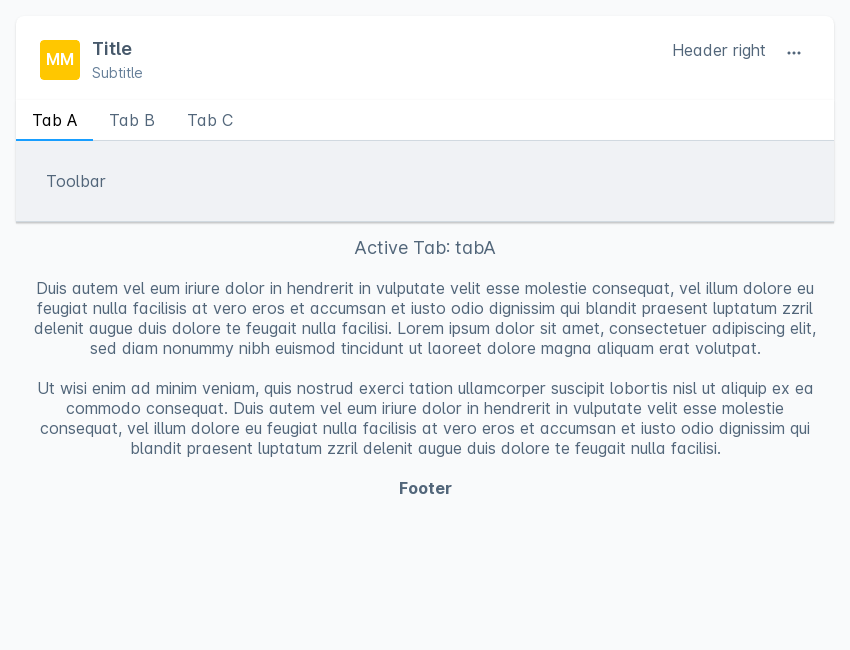 MM
Title
Subtitle
Header right
Tab A
Tab B
Tab C
Toolbar
Active Tab: tabA
Duis autem vel eum iriure dolor in hendrerit in vulputate velit esse molestie consequat, vel illum dolore eu
feugiat nulla facilisis at vero eros et accumsan et iusto odio dignissim qui blandit praesent luptatum zzril
delenit augue duis dolore te feugait nulla facilisi. Lorem ipsum dolor sit amet, consectetuer adipiscing elit,
sed diam nonummy nibh euismod tincidunt ut laoreet dolore magna aliquam erat volutpat.
Ut wisi enim ad minim veniam, quis nostrud exerci tation ullamcorper suscipit lobortis nisl ut aliquip ex ea
commodo consequat. Duis autem vel eum iriure dolor in hendrerit in vulputate velit esse molestie
consequat, vel illum dolore eu feugiat nulla facilisis at vero eros et accumsan et iusto odio dignissim qui
blandit praesent luptatum zzril delenit augue duis dolore te feugait nulla facilisi.
Footer